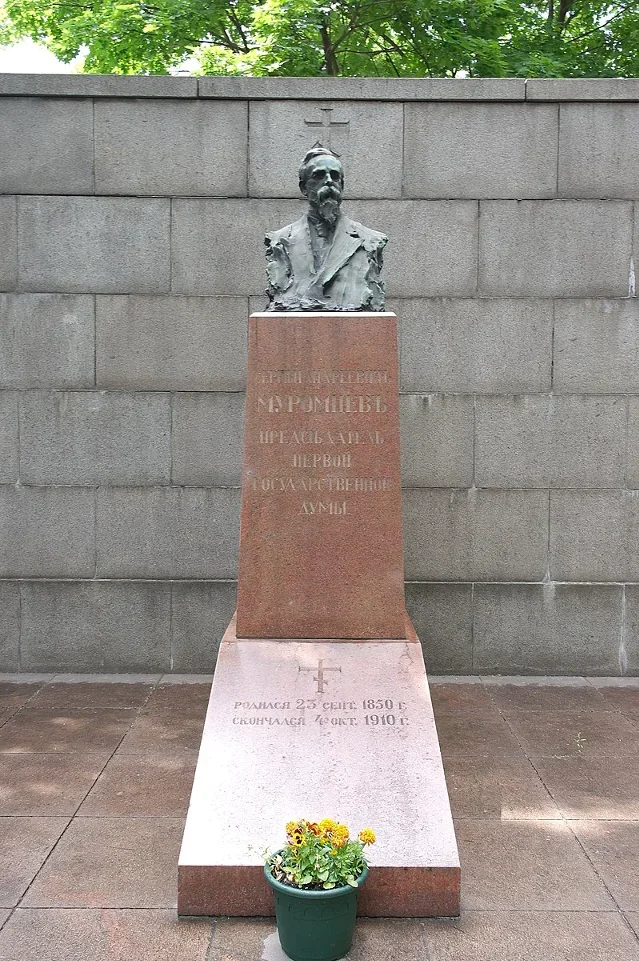 СЕРГѢЙ АНДРЕЕВИЧЪ
МУРОМЦЕВЪ
ПРЕДСѢДАТЕЛЬ
ПЕРВОЙ
ГОСУДАРСТВЕННОЙ
ДУМЫ
РОДИЛСЯ 23 СЕНТ. 1850 Г.
СКОНЧАЛСЯ 4 ОКТ. 1910 Г.